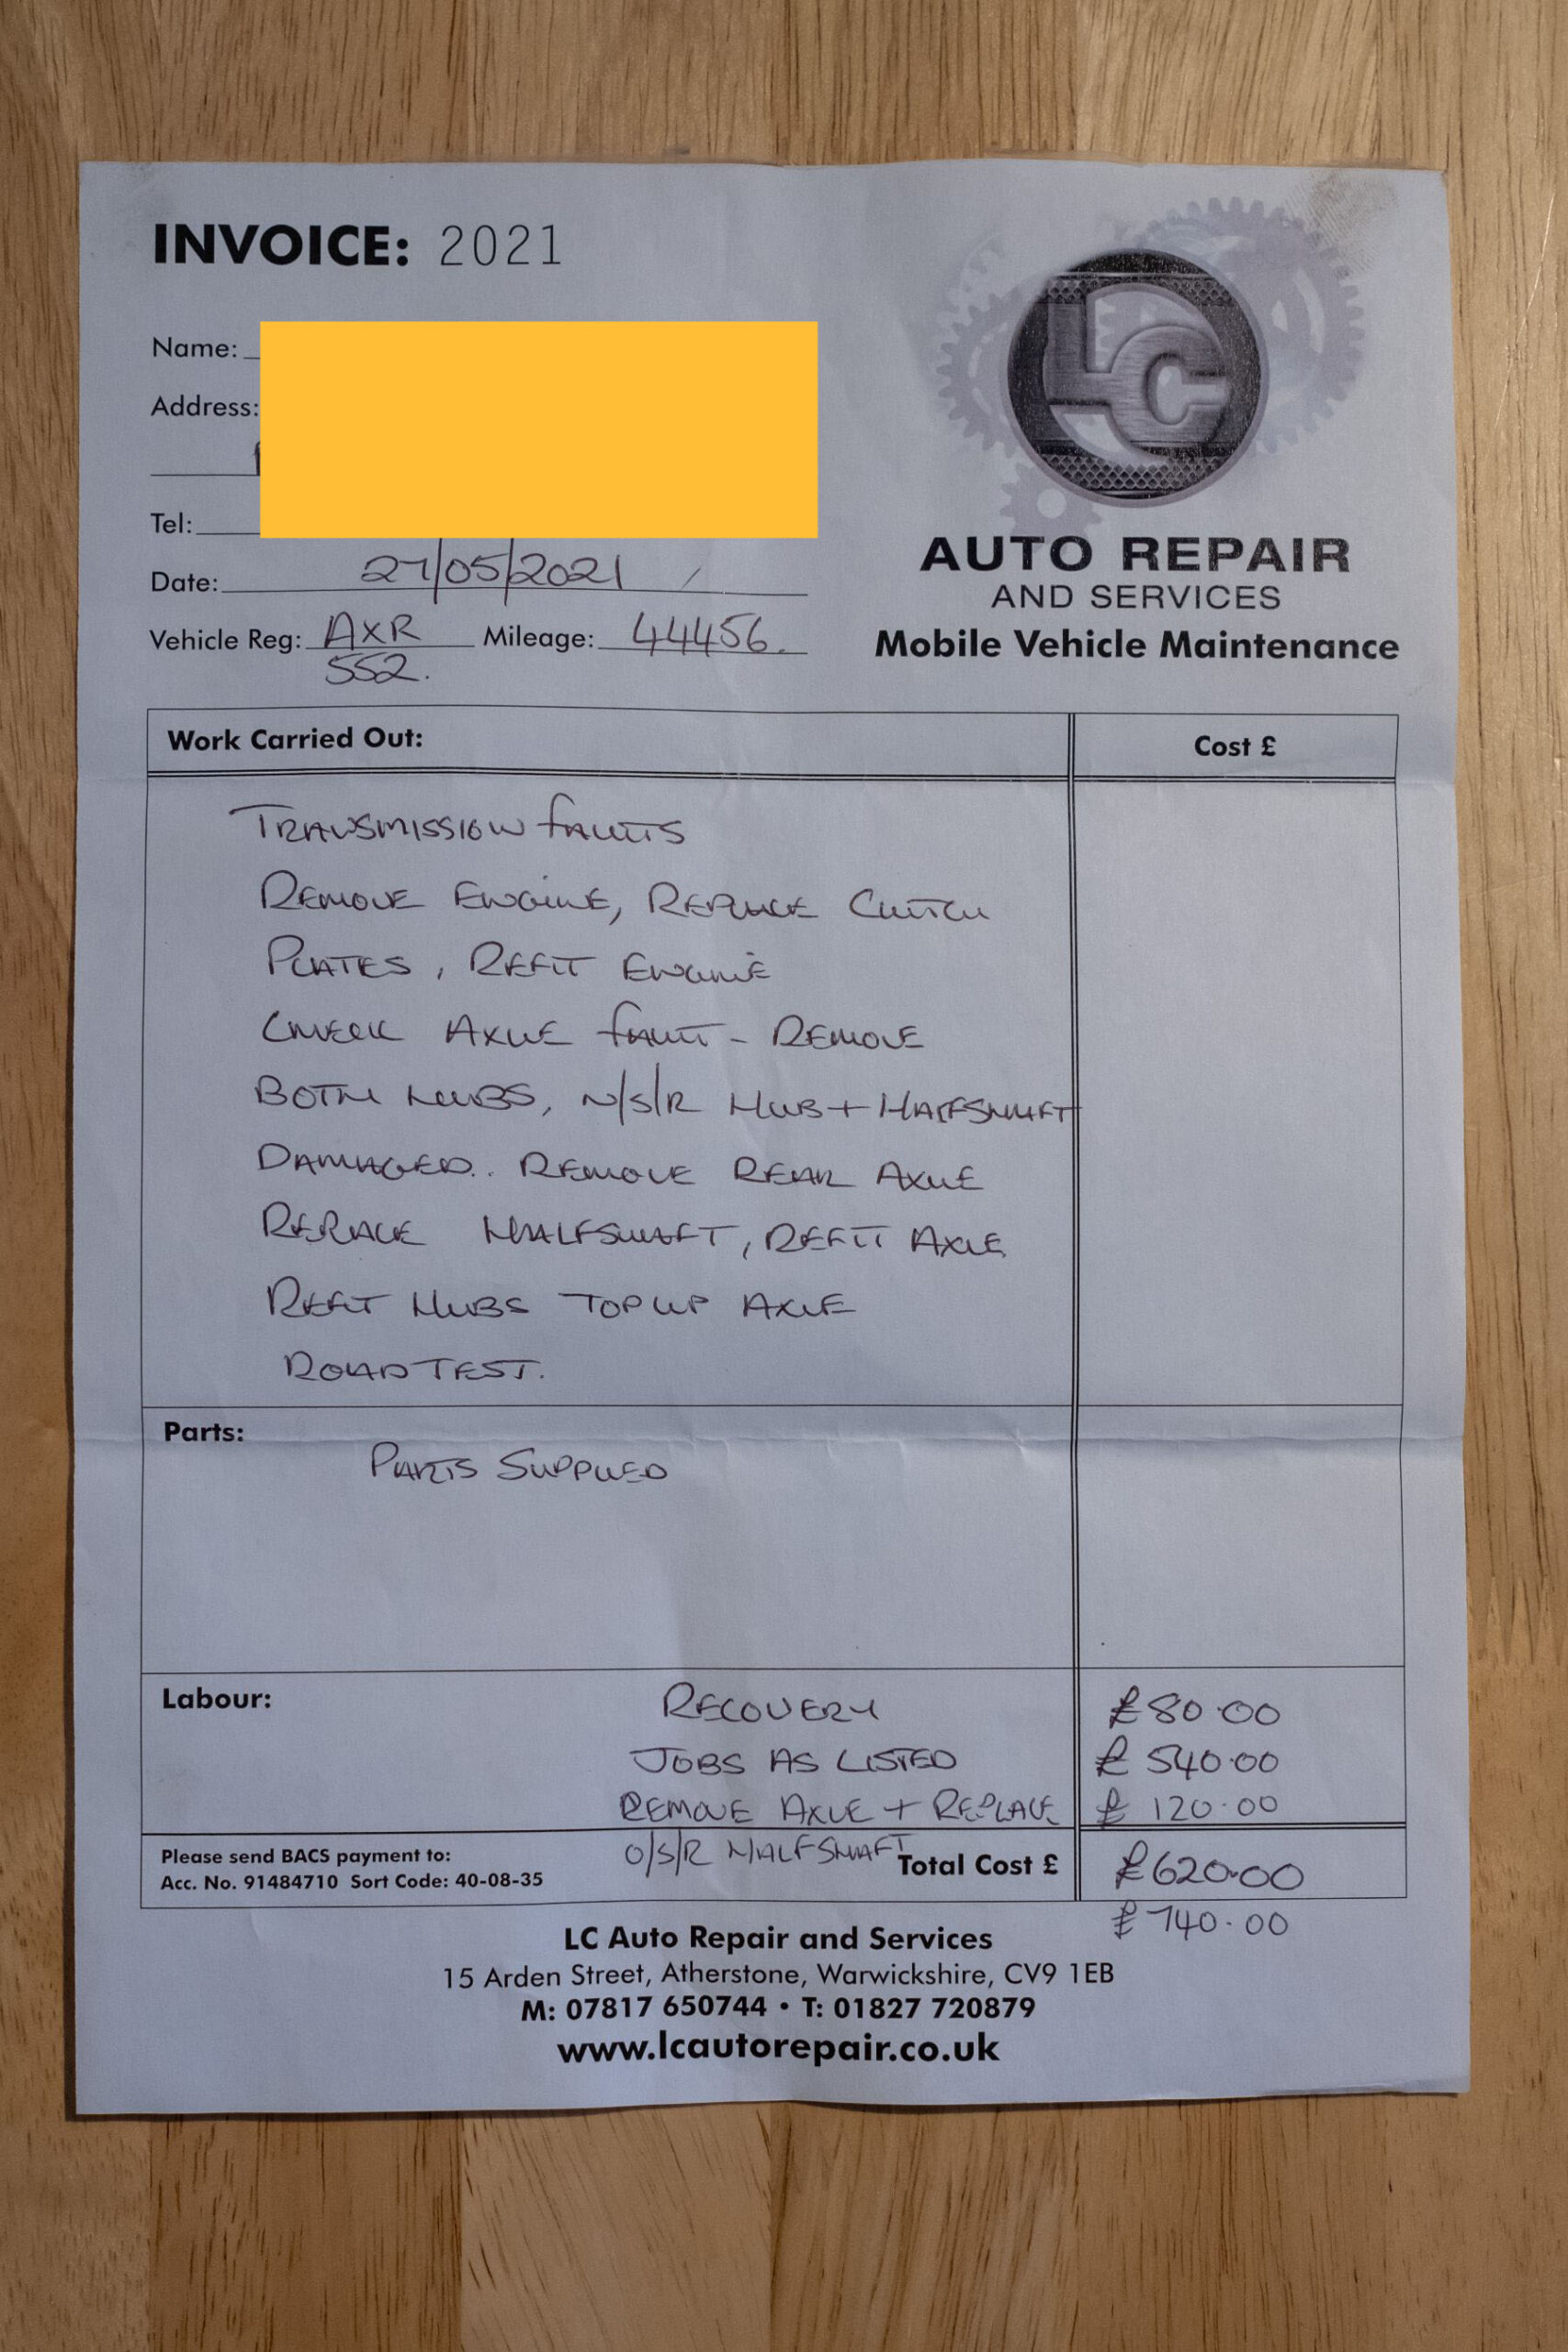 INVOICE: 2021
LC
AUTO REPAIR
AND SERVICES
Mobile Vehicle Maintenance
Name:
Address:
Tel:
Date: 27/05/2021
Vehicle Reg: AXR Mileage: 44456.
552.
Work Carried Out: Cost £
TRANSMISSION FAULTS
REMOVE ENGINE, REPLACE CLUTCH
PLATES, REFIT ENGINE
CHECK AXLE FAULT - REMOVE
BOTH HUBS, N/S/R HUB + HALFSHAFT
DAMAGED.. REMOVE REAR AXLE
REPLACE HALFSHAFT, REFIT AXLE
REFIT HUBS TOP UP AXLE
ROAD TEST.
Parts:
PARTS SUPPLIED
Labour: RECOVERY £80.00
JOBS AS LISTED £540.00
REMOVE AXLE + REPLACE £120.00
O/S/R HALFSHAFT
Please send BACS payment to:
Acc. No. 91484710 Sort Code: 40-08-35
Total Cost £ £620.00
£740.00
LC Auto Repair and Services
15 Arden Street, Atherstone, Warwickshire, CV9 1EB
M: 07817 650744 • T: 01827 720879
www.lcautorepair.co.uk